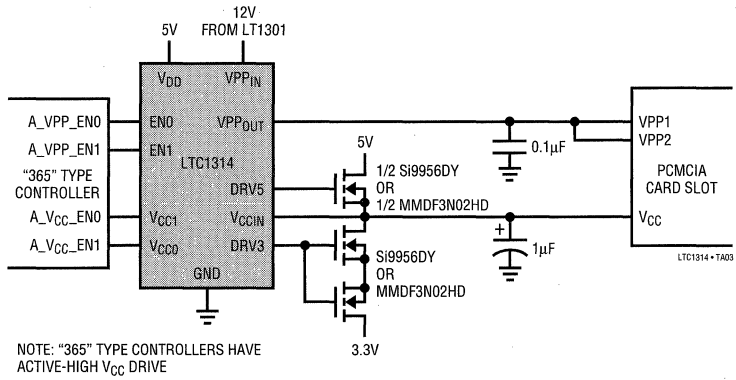 12V
5V FROM LT1301
VDD VPPIN
A_VPP_EN0 EN0 VPPOUT VPP1
A_VPP_EN1 EN1 VPP2
5V
0.1µF
"365" TYPE
CONTROLLER
LTC1314
1/2 Si9956DY
OR
1/2 MMDF3N02HD
PCMCIA
CARD SLOT
DRV5
A_VCC_EN0 VCC1 VCCIN VCC
A_VCC_EN1 VCC0 DRV3
+
1µF
Si9956DY
OR
MMDF3N02HD
LTC1314 • TA03
GND
3.3V
NOTE: "365" TYPE CONTROLLERS HAVE
ACTIVE-HIGH VCC DRIVE